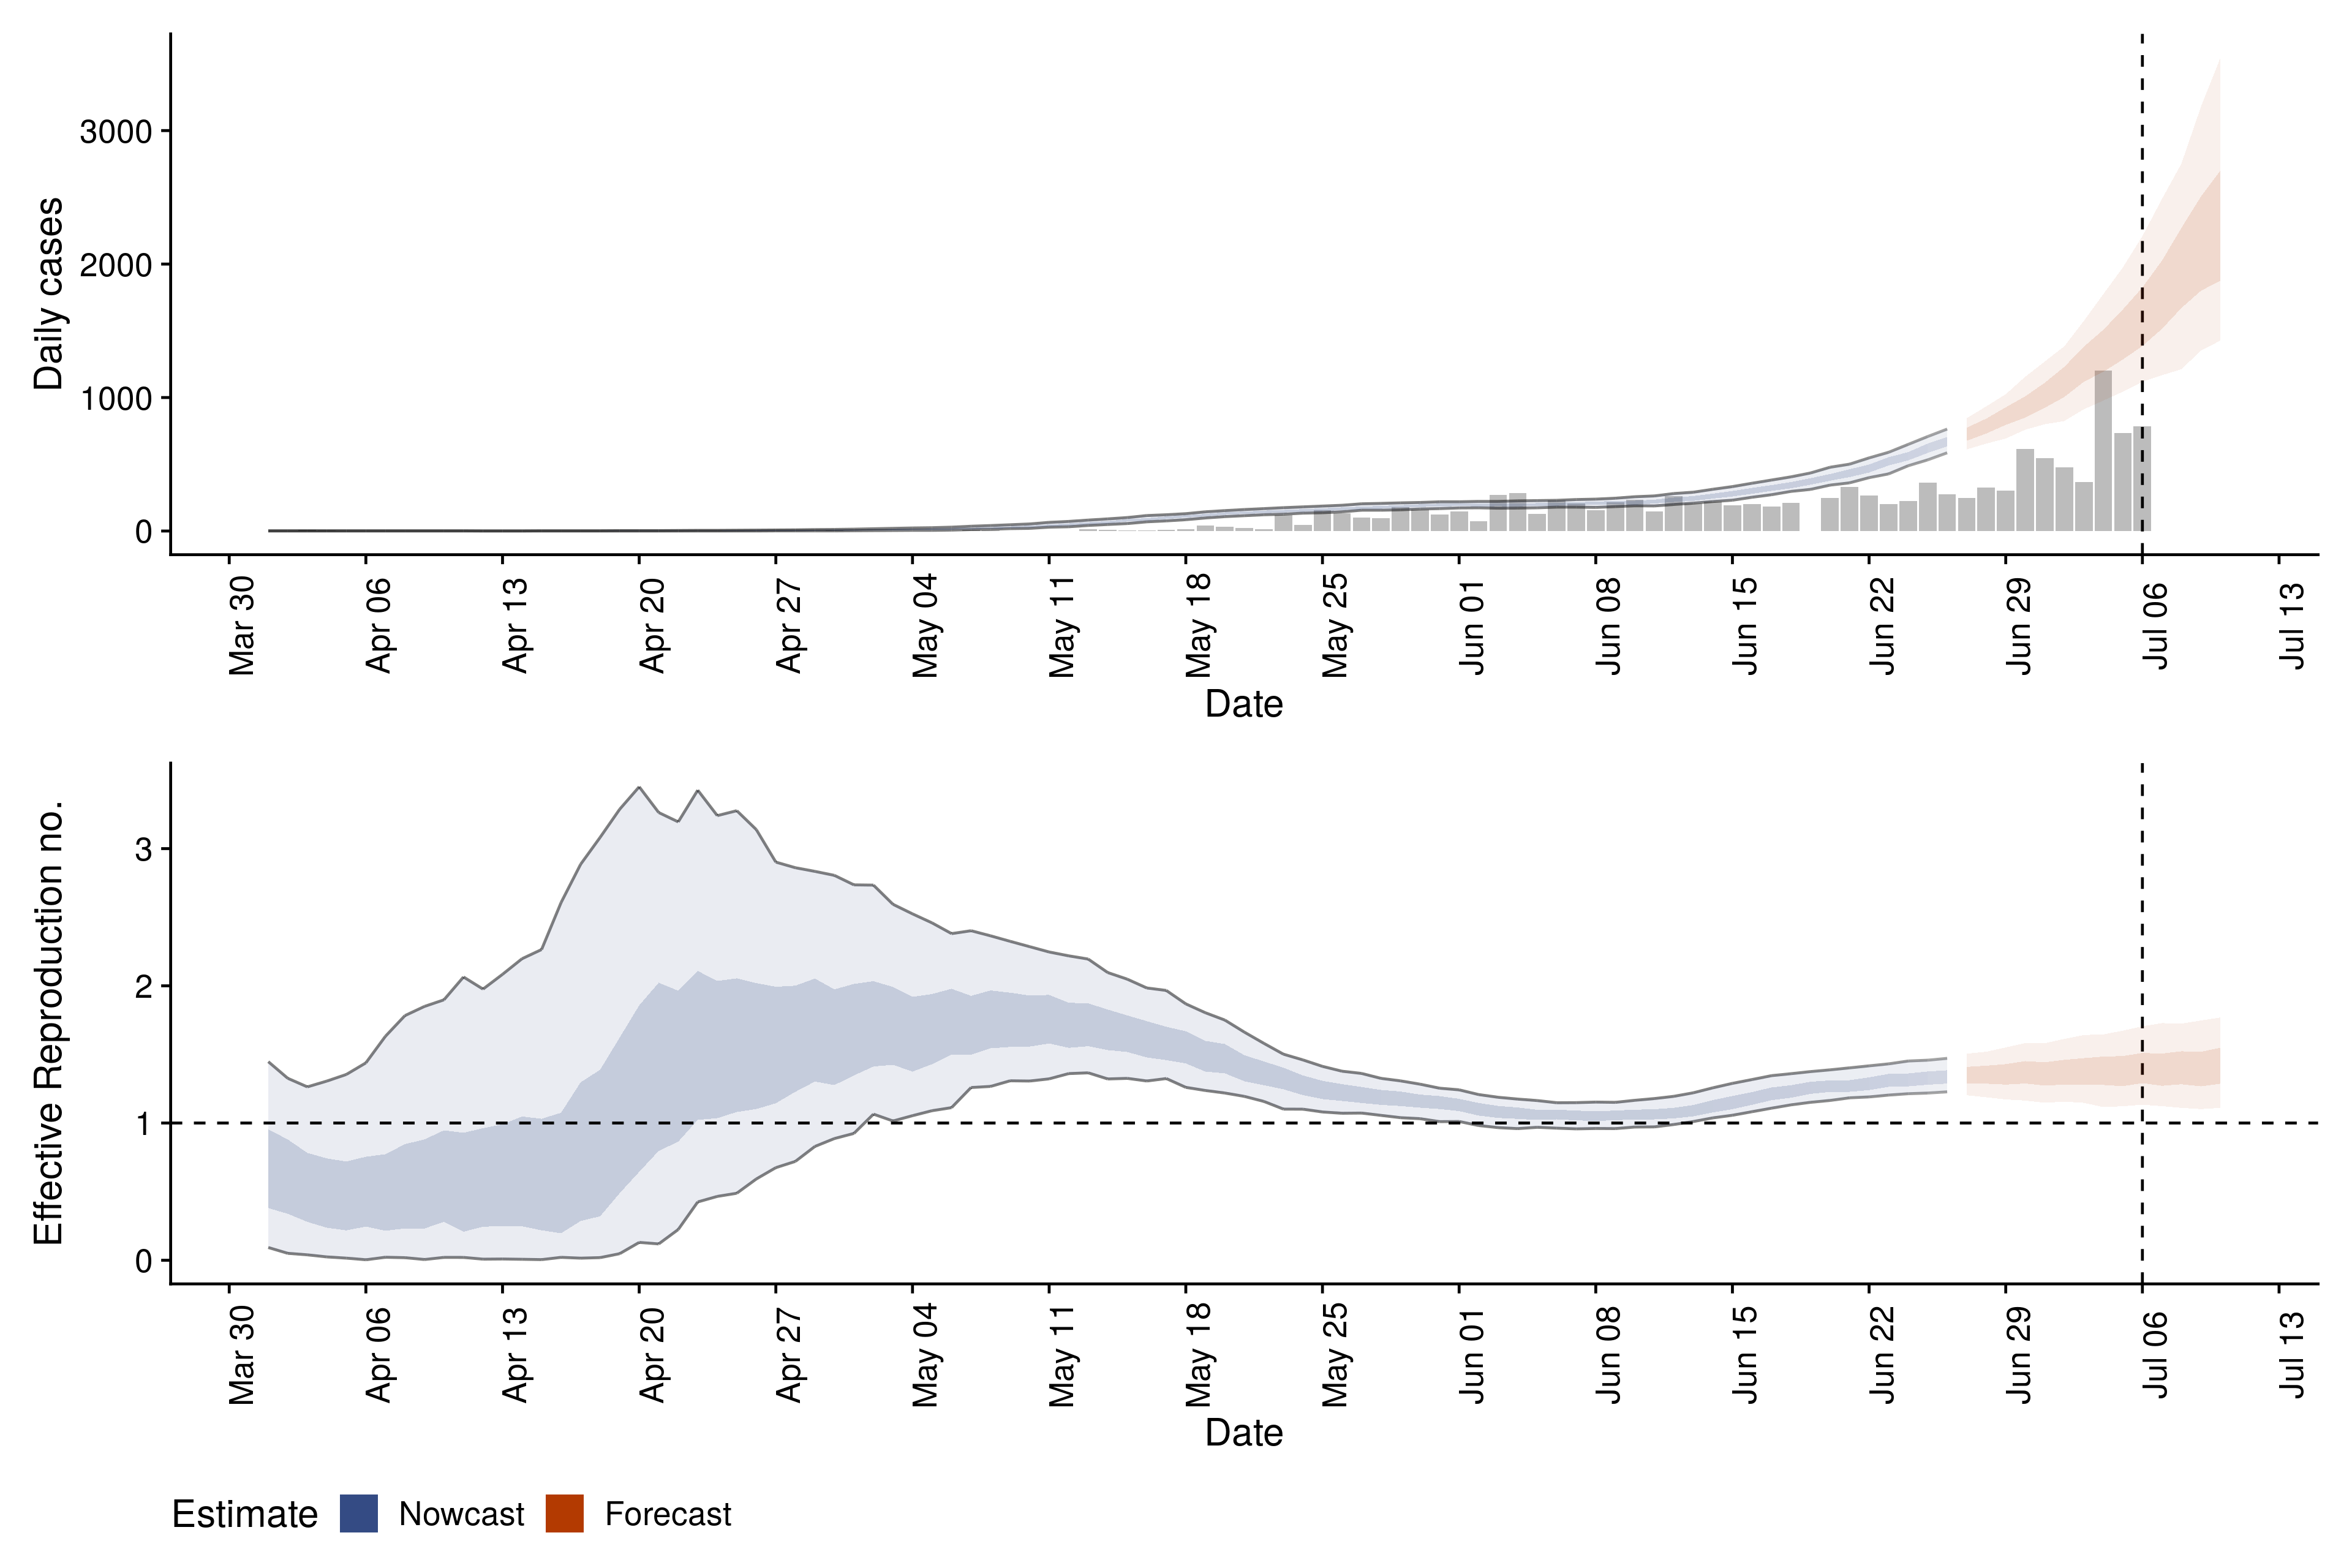 Daily cases
3000
2000
1000
0
Mar 30
Apr 06
Apr 13
Apr 20
Apr 27
May 04
May 11
May 18
May 25
Jun 01
Jun 08
Jun 15
Jun 22
Jun 29
Jul 06
Jul 13
Date
Effective Reproduction no.
3
2
1
0
Mar 30
Apr 06
Apr 13
Apr 20
Apr 27
May 04
May 11
May 18
May 25
Jun 01
Jun 08
Jun 15
Jun 22
Jun 29
Jul 06
Jul 13
Date
Estimate Nowcast Forecast